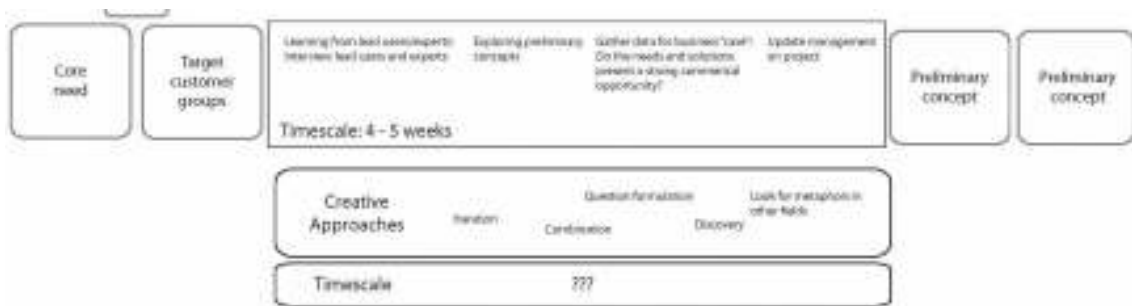 Core
need
Target
customer
groups
Learning from lead users/experts:
Interview lead users and experts
Exploring preliminary
concepts
Gather data for business "case":
Do the needs and solutions
present a strong commercial
opportunity?
Update management
on project
Timescale: 4 – 5 weeks
Preliminary
concept
Preliminary
concept
Creative
Approaches
Iteration
Question formulation
Combination
Discovery
Look for metaphors in
other fields
Timescale
???